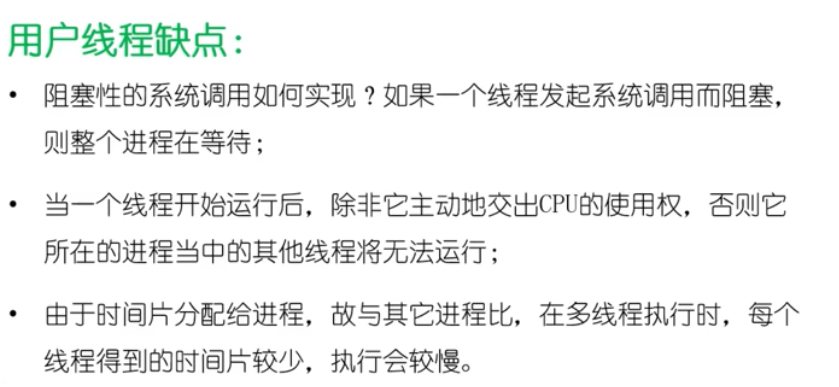 用户线程缺点：
• 阻塞性的系统调用如何实现？如果一个线程发起系统调用而阻塞，
则整个进程在等待；
• 当一个线程开始运行后，除非它主动地交出CPU的使用权，否则它
所在的进程当中的其他线程将无法运行；
• 由于时间片分配给进程，故与其它进程比，在多线程执行时，每个
线程得到的时间片较少，执行会较慢。